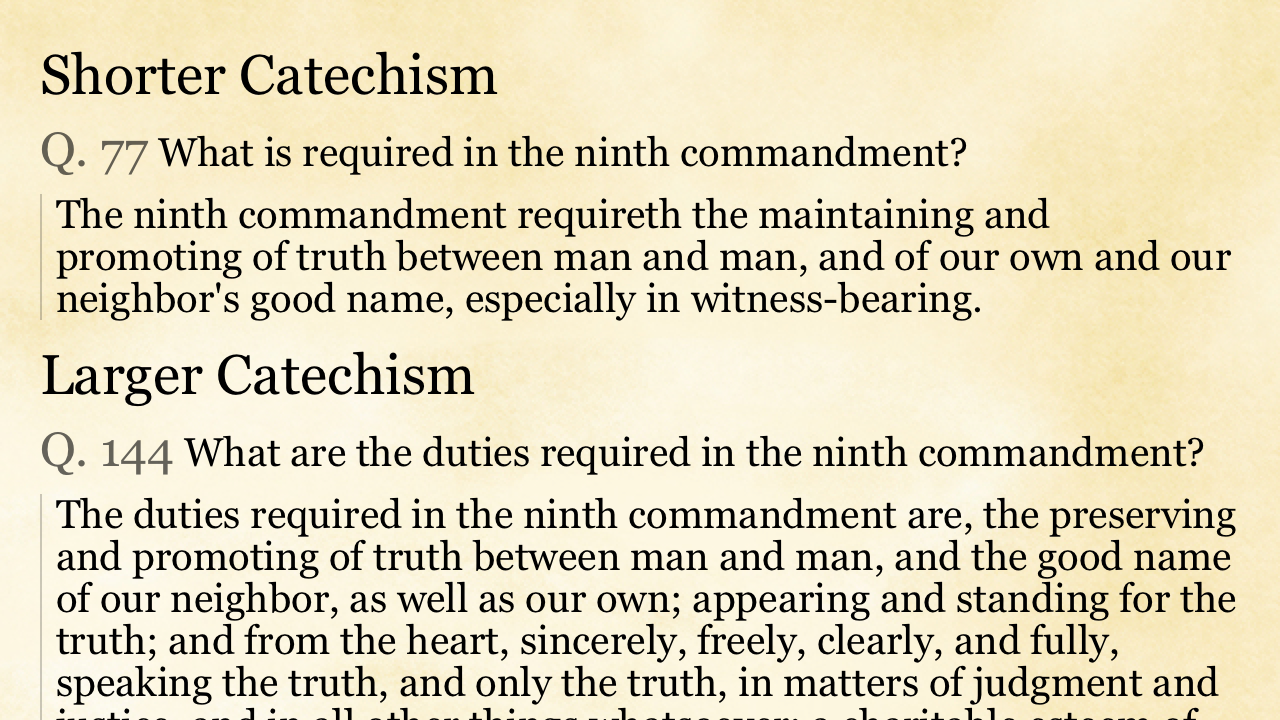 Shorter Catechism
Q. 77 What is required in the ninth commandment?
The ninth commandment requireth the maintaining and
promoting of truth between man and man, and of our own and our
neighbor's good name, especially in witness-bearing.
Larger Catechism
Q. 144 What are the duties required in the ninth commandment?
The duties required in the ninth commandment are, the preserving
and promoting of truth between man and man, and the good name
of our neighbor, as well as our own; appearing and standing for the
truth; and from the heart, sincerely, freely, clearly, and fully,
speaking the truth, and only the truth, in matters of judgment and